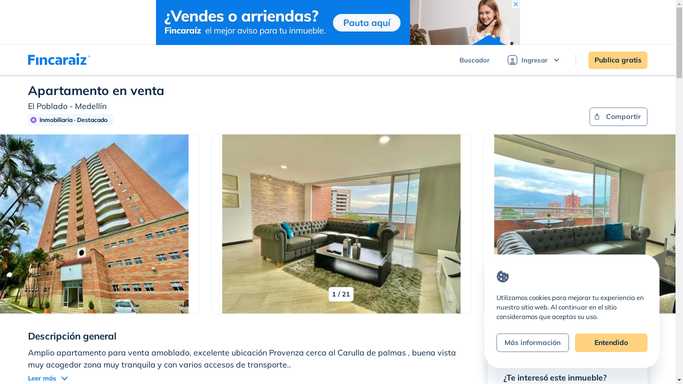 ¿Vendes o arriendas?
Fincaraíz el mejor aviso para tu inmueble.
Pauta aquí
Fincaraíz
Buscador
Ingresar
Publica gratis
Apartamento en venta
El Poblado - Medellín
Inmobiliaria · Destacado
Compartir
1 / 21
Utilizamos cookies para mejorar tu experiencia en
nuestro sitio web. Al continuar en el sitio
consideramos que aceptas su uso.
Más información
Entendido
Descripción general
Amplio apartamento para venta amoblado, excelente ubicación Provenza cerca al Carulla de palmas , buena vista
muy acogedor zona muy tranquila y con varios accesos de transporte..
Leer más
¿Te interesó este inmueble?